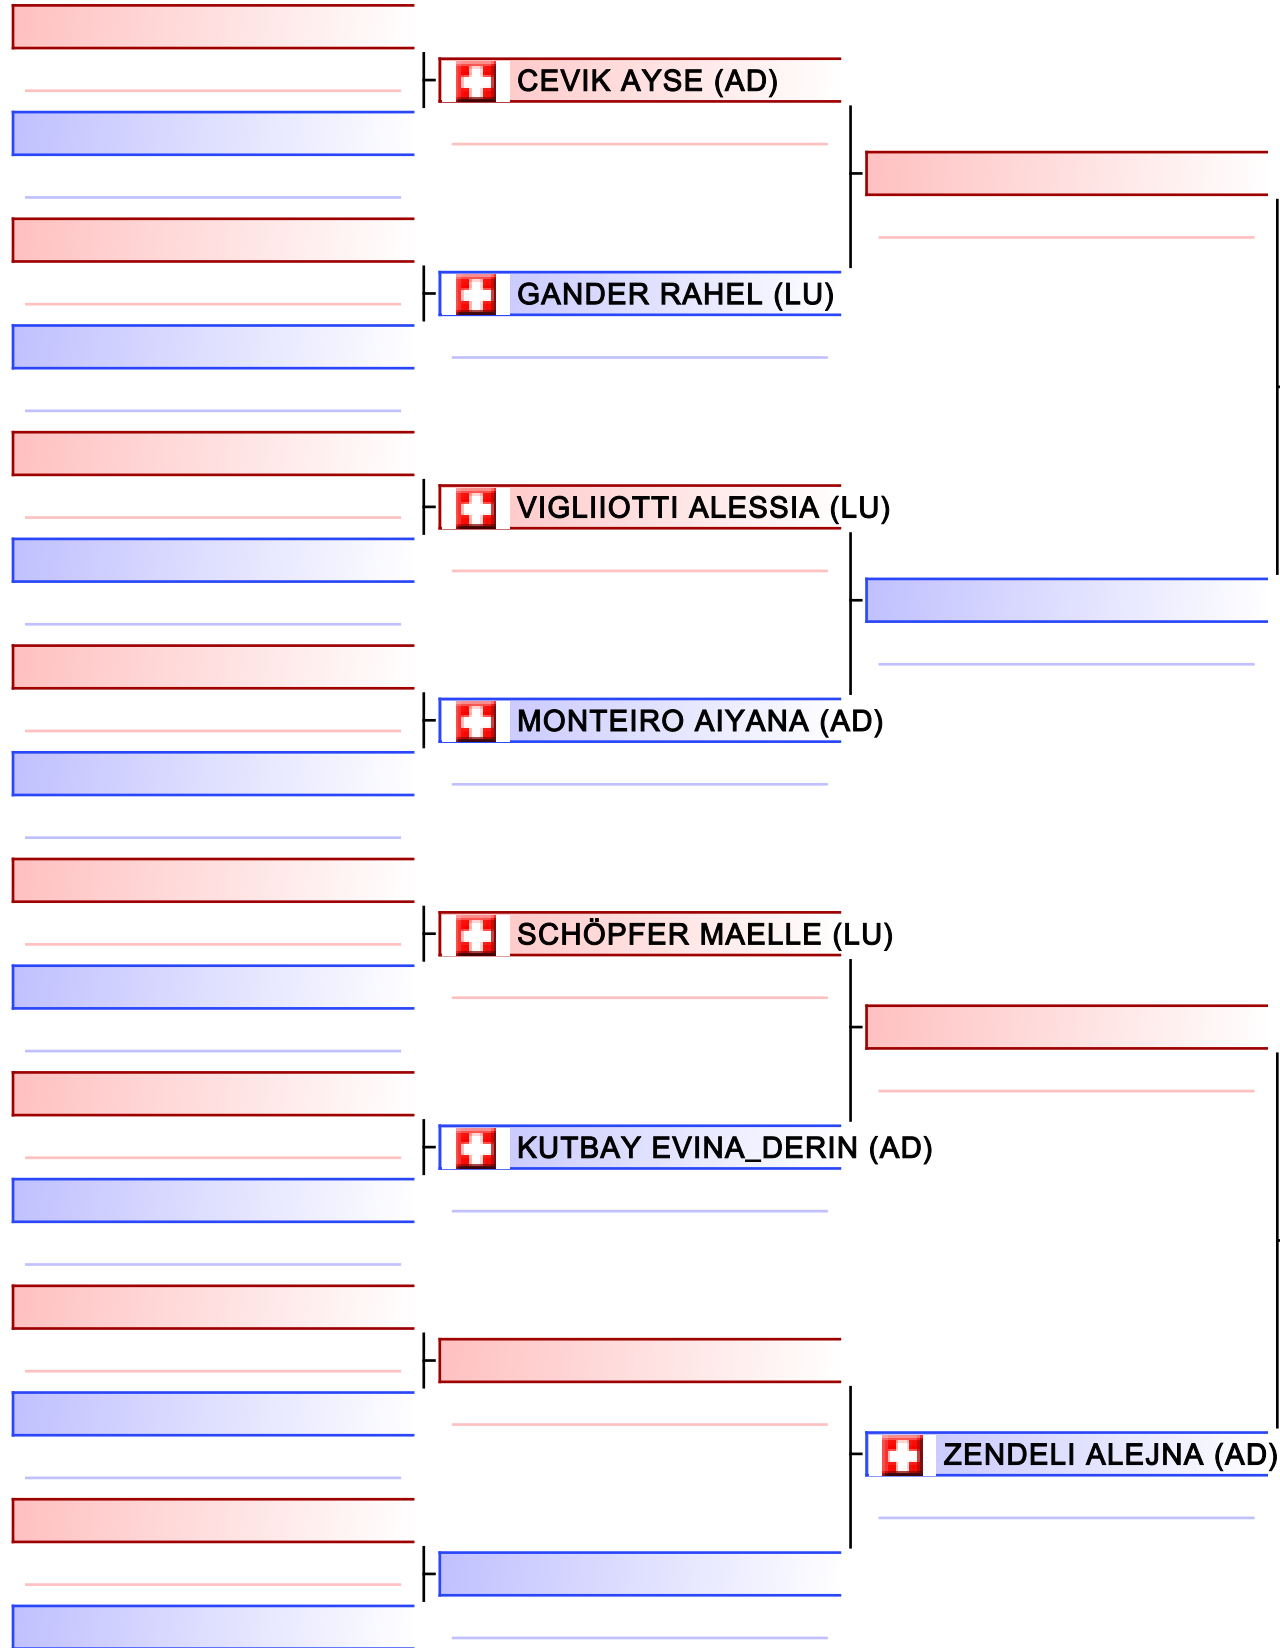 CEVIK AYSE (AD)
GANDER RAHEL (LU)
VIGLIIOTTI ALESSIA (LU)
MONTEIRO AIYANA (AD)
SCHÖPFER MAELLE (LU)
KUTBAY EVINA_DERIN (AD)
ZENDELI ALEJNA (AD)